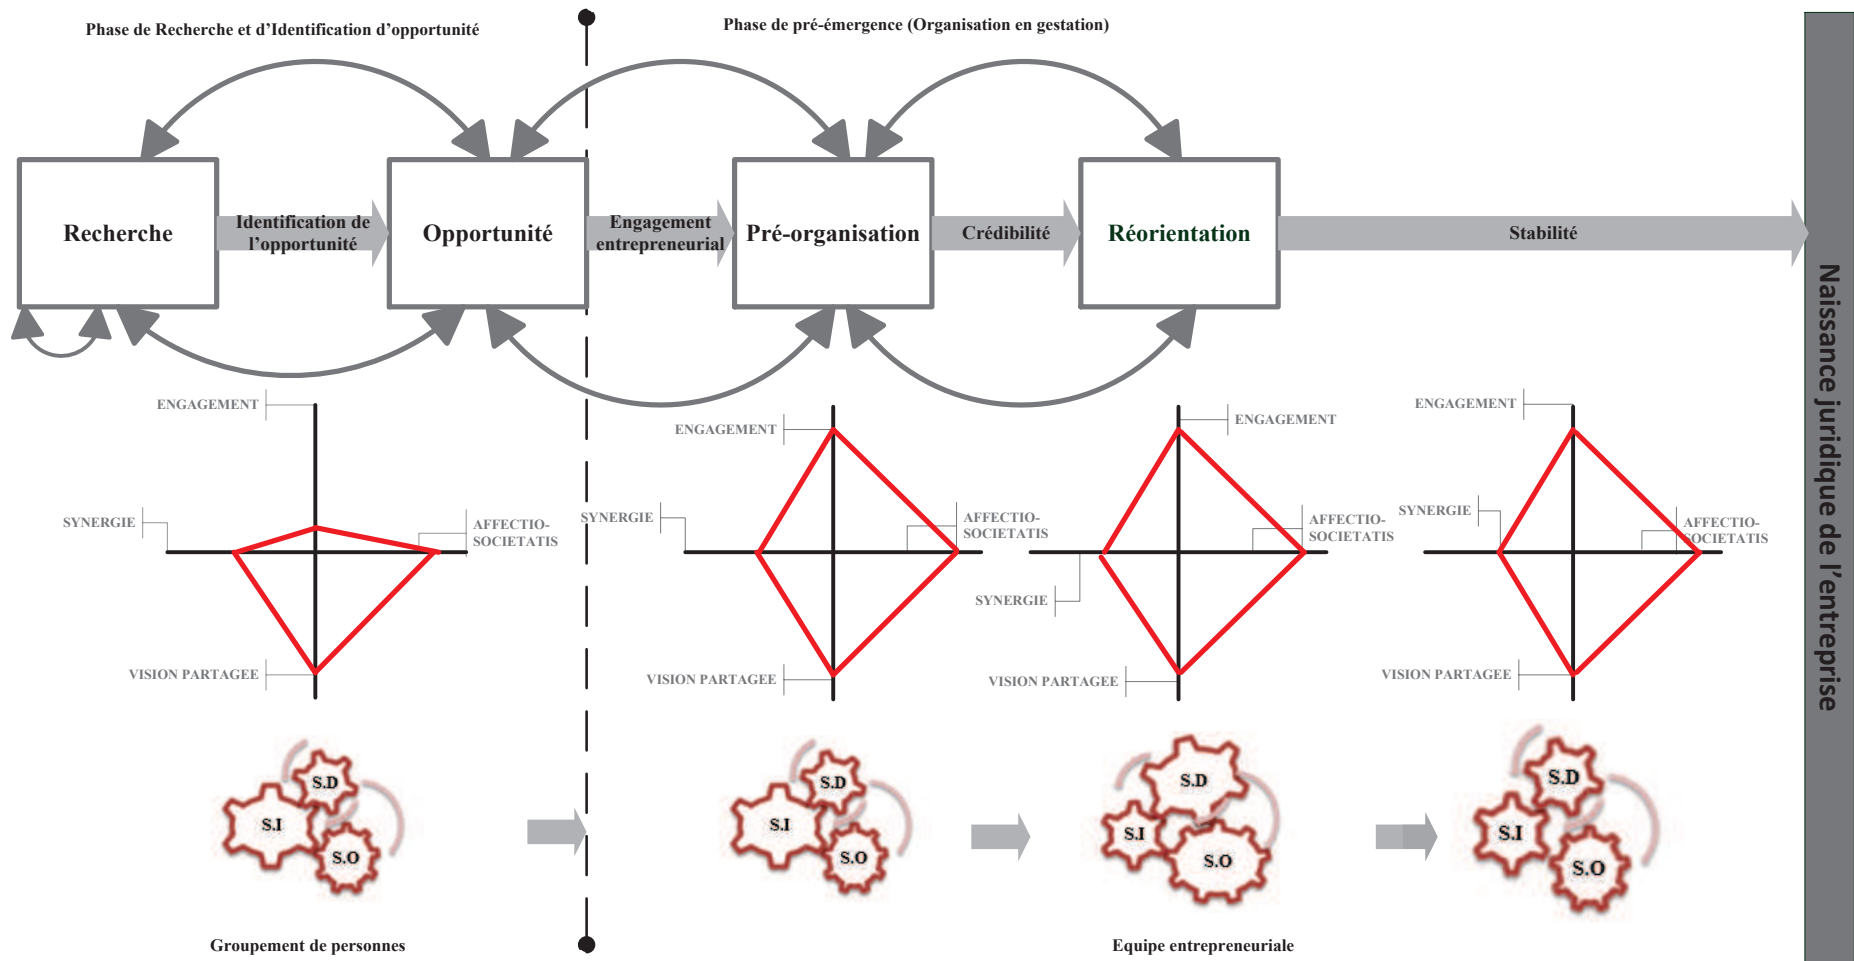 Phase de Recherche et d’Identification d’opportunité
Phase de pré-émergence (Organisation en gestation)
Recherche
Identification de
l’opportunité
Opportunité
Engagement
entrepreneurial
Pré-organisation
Crédibilité
Réorientation
Stabilité
Naissance juridique de l’entreprise
ENGAGEMENT
SYNERGIE
AFFECTIO-
SOCIETATIS
VISION PARTAGEE
ENGAGEMENT
SYNERGIE
AFFECTIO-
SOCIETATIS
VISION PARTAGEE
ENGAGEMENT
AFFECTIO-
SOCIETATIS
SYNERGIE
VISION PARTAGEE
ENGAGEMENT
SYNERGIE
AFFECTIO-
SOCIETATIS
VISION PARTAGEE
S.D
S.I
S.O
S.D
S.I
S.O
S.D
S.I
S.O
S.D
S.I
S.O
Groupement de personnes
Equipe entrepreneuriale